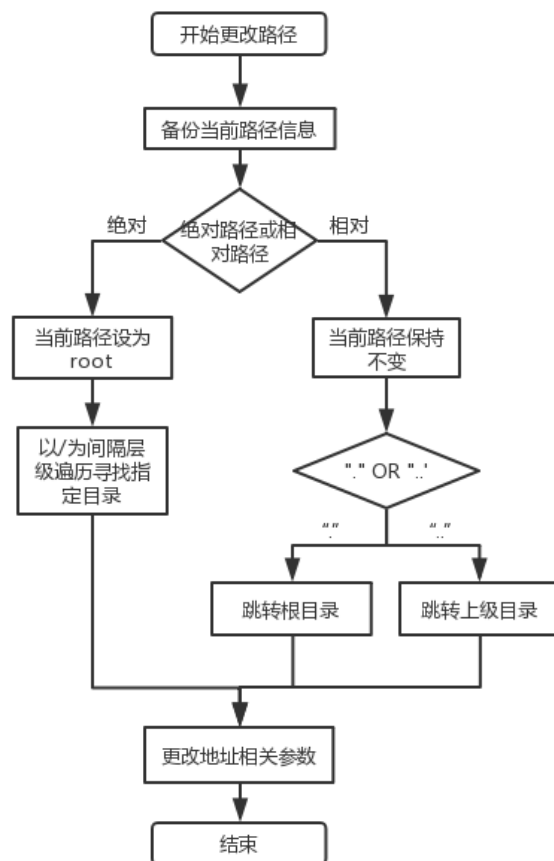 开始更改路径
备份当前路径信息
绝对路径或相
对路径
绝对
相对
当前路径设为
root
当前路径保持
不变
以/为间隔层
级遍历寻找指
定目录
"." OR "..'
“.”
“..”
跳转根目录
跳转上级目录
更改地址相关参数
结束